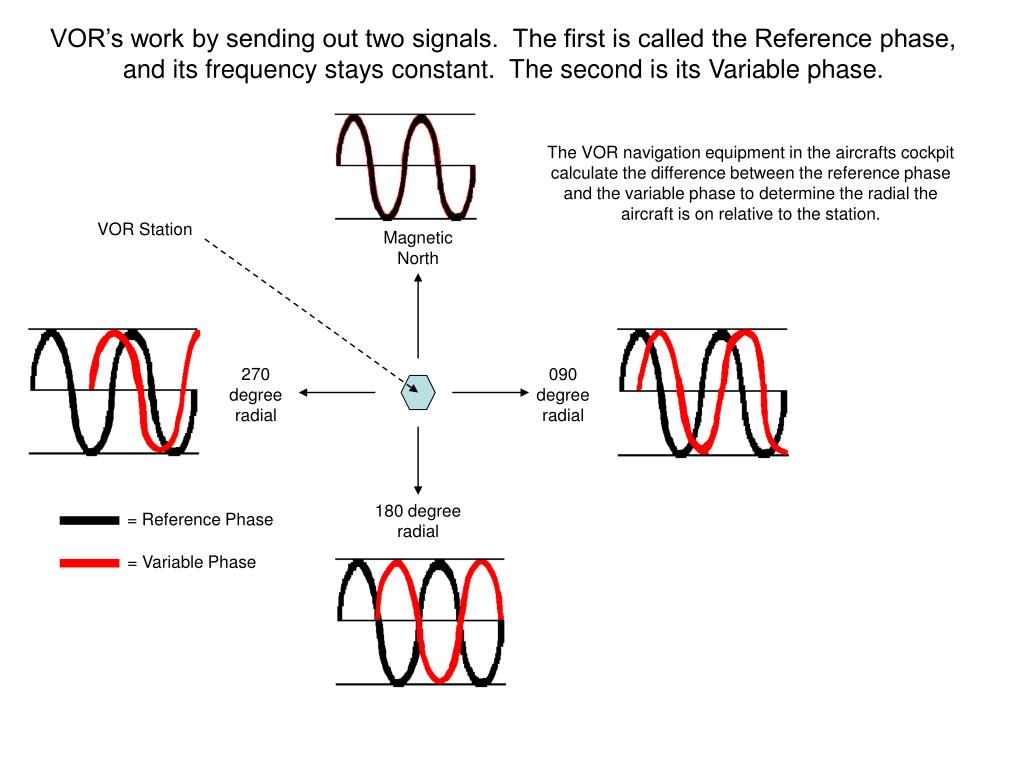 VOR's work by sending out two signals.  The first is called the Reference phase,
and its frequency stays constant.  The second is its Variable phase.
The VOR navigation equipment in the aircrafts cockpit
calculate the difference between the reference phase
and the variable phase to determine the radial the
aircraft is on relative to the station.
VOR Station
Magnetic
North
270
degree
radial
090
degree
radial
180 degree
radial
= Reference Phase
= Variable Phase